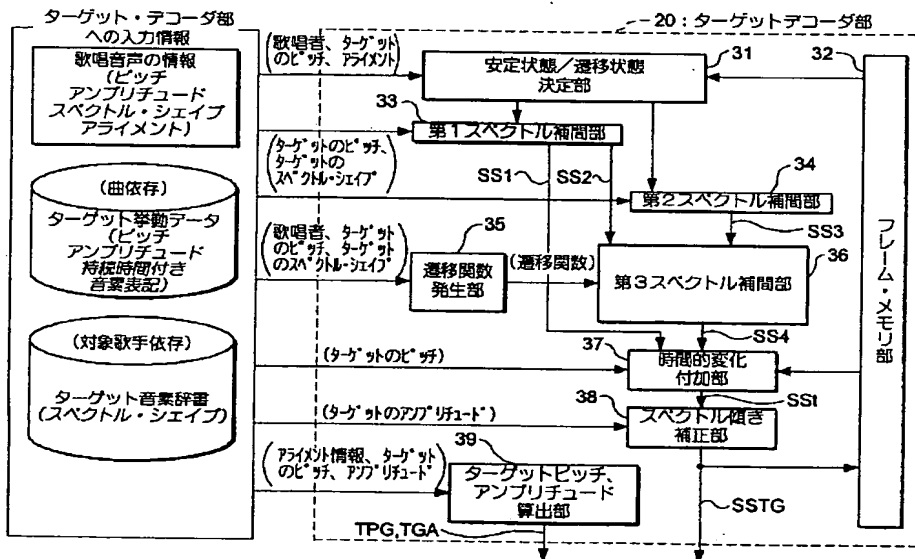 ターゲット・デコーダ部
への入力情報
歌唱音声の情報
(ピッチ
アンプリチュード
スペクトル・シェイプ
アライメント)
(曲依存)
ターゲット挙動データ
(ピッチ
アンプリチュード
持続時間付き
音素表記)
(対象歌手依存)
ターゲット音素辞書
(スペクトル・シェイプ)
20:ターゲットデコーダ部
(歌唱者、ターゲット
のピッチ、アライメント)
安定状態/遷移状態
決定部
31
32
33
第1スペクトル補間部
(ターゲットのピッチ、
ターゲットの
スペクトル・シェイプ)
SS1
SS2
34
第2スペクトル補間部
SS3
(歌唱者、ターゲット
のピッチ、ターゲット
のスペクトル・シェイプ)
35
遷移関数
発生部
(遷移関数)
36
第3スペクトル補間部
SS4
(ターゲットのピッチ)
37
時間的変化
付加部
SSt
(ターゲットのアンプリチュード)
38
スペクトル傾き
補正部
(アライメント情報、ターゲット
のピッチ、アンプリチュード)
39
ターゲットピッチ、
アンプリチュード
算出部
TPG,TGA
SSTG
フレーム・メモリ部